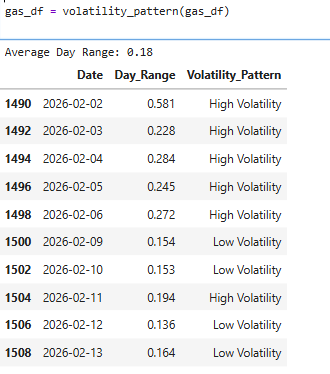 gas_df = volatility_pattern(gas_df)
Average Day Range: 0.18
Date Day_Range Volatility_Pattern
1490 2026-02-02 0.581 High Volatility
1492 2026-02-03 0.228 High Volatility
1494 2026-02-04 0.284 High Volatility
1496 2026-02-05 0.245 High Volatility
1498 2026-02-06 0.272 High Volatility
1500 2026-02-09 0.154 Low Volatility
1502 2026-02-10 0.153 Low Volatility
1504 2026-02-11 0.194 High Volatility
1506 2026-02-12 0.136 Low Volatility
1508 2026-02-13 0.164 Low Volatility